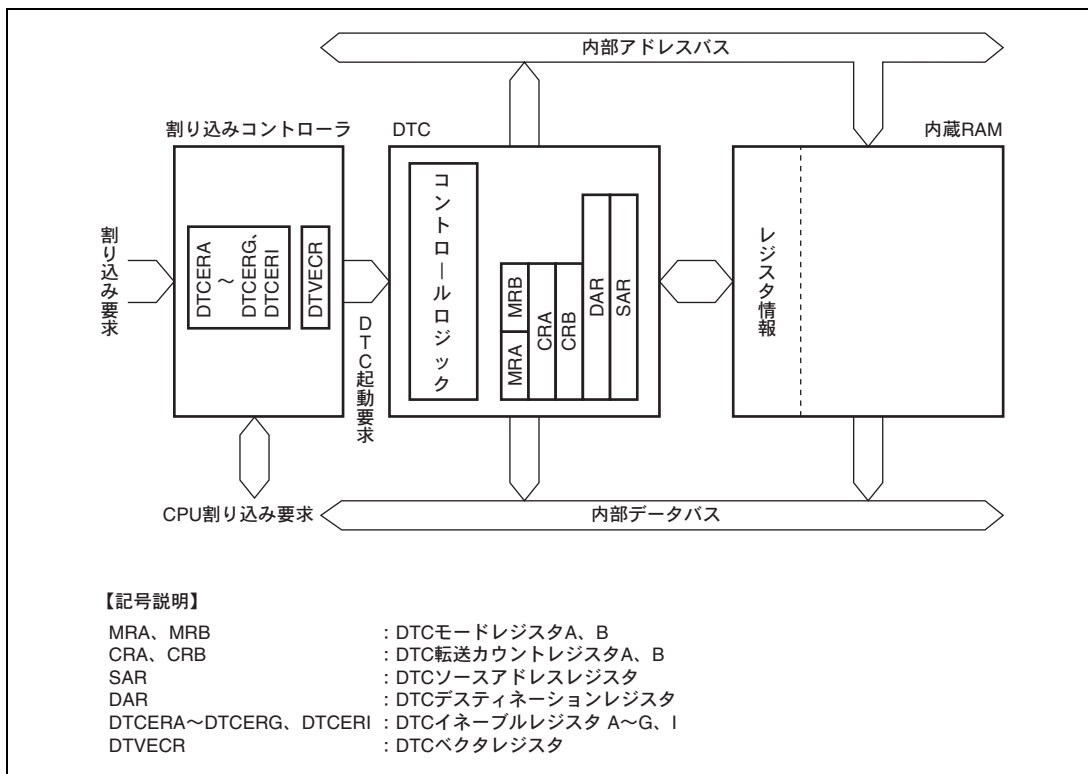 内部アドレスバス
割り込みコントローラ
DTC
内蔵RAM
割り込み要求
DTCERA
～
DTCERG、
DTCERI
DTVECR
DTC起動要求
コントロールロジック
MRA
MRB
CRA
CRB
DAR
SAR
レジスタ情報
CPU割り込み要求
内部データバス
【記号説明】
MRA、MRB : DTCモードレジスタA、B
CRA、CRB : DTC転送カウントレジスタA、B
SAR : DTCソースアドレスレジスタ
DAR : DTCデスティネーションレジスタ
DTCERA～DTCERG、DTCERI : DTCイネーブルレジスタ A～G、I
DTVECR : DTCベクタレジスタ